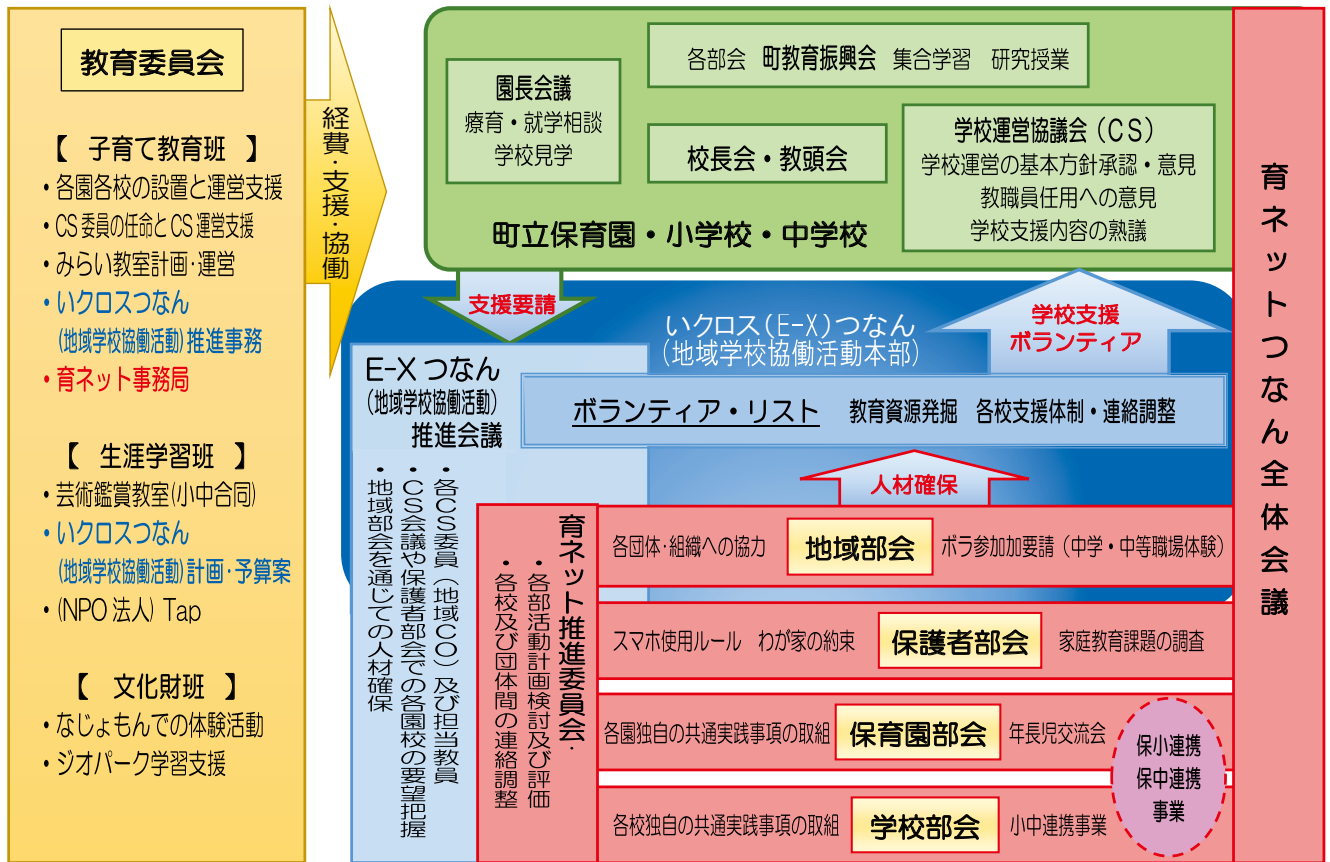 教育委員会
【 子育て教育班 】
・各園各校の設置と運営支援
・CS委員の任命とCS運営支援
・みらい教室計画・運営
・いクロスつなん
(地域学校協働活動)推進事務
・育ネット事務局
【 生涯学習班 】
・芸術鑑賞教室(小中合同)
・いクロスつなん
(地域学校協働活動)計画・予算案
・(NPO法人) Tap
【 文化財班 】
・なじょもんでの体験活動
・ジオパーク学習支援
経費・支援・協働
園長会議
療育・就学相談
学校見学
各部会 町教育振興会 集合学習 研究授業
校長会・教頭会
学校運営協議会(CS)
学校運営の基本方針承認・意見
教職員任用への意見
学校支援内容の熟議
町立保育園・小学校・中学校
支援要請
いクロス(E-X)つなん
(地域学校協働活動本部)
学校支援
ボランティア
E-Xつなん
(地域学校協働活動)
推進会議
・各CS委員(地域CO)及び担当教員
・CS会議や保護者部会での各園校の要望把握
・地域部会を通じての人材確保
ボランティア・リスト 教育資源発掘 各校支援体制・連絡調整
人材確保
育ネット推進委員会・
・各部活動計画検討及び評価
・各校及び団体間の連絡調整
各団体・組織への協力 地域部会 ボラ参加加要請(中学・中等職場体験)
スマホ使用ルール わが家の約束 保護者部会 家庭教育課題の調査
各園独自の共通実践事項の取組 保育園部会 年長児交流会
各校独自の共通実践事項の取組 学校部会 小中連携事業
保小連携
保中連携
事業
育ネットつなん全体会議